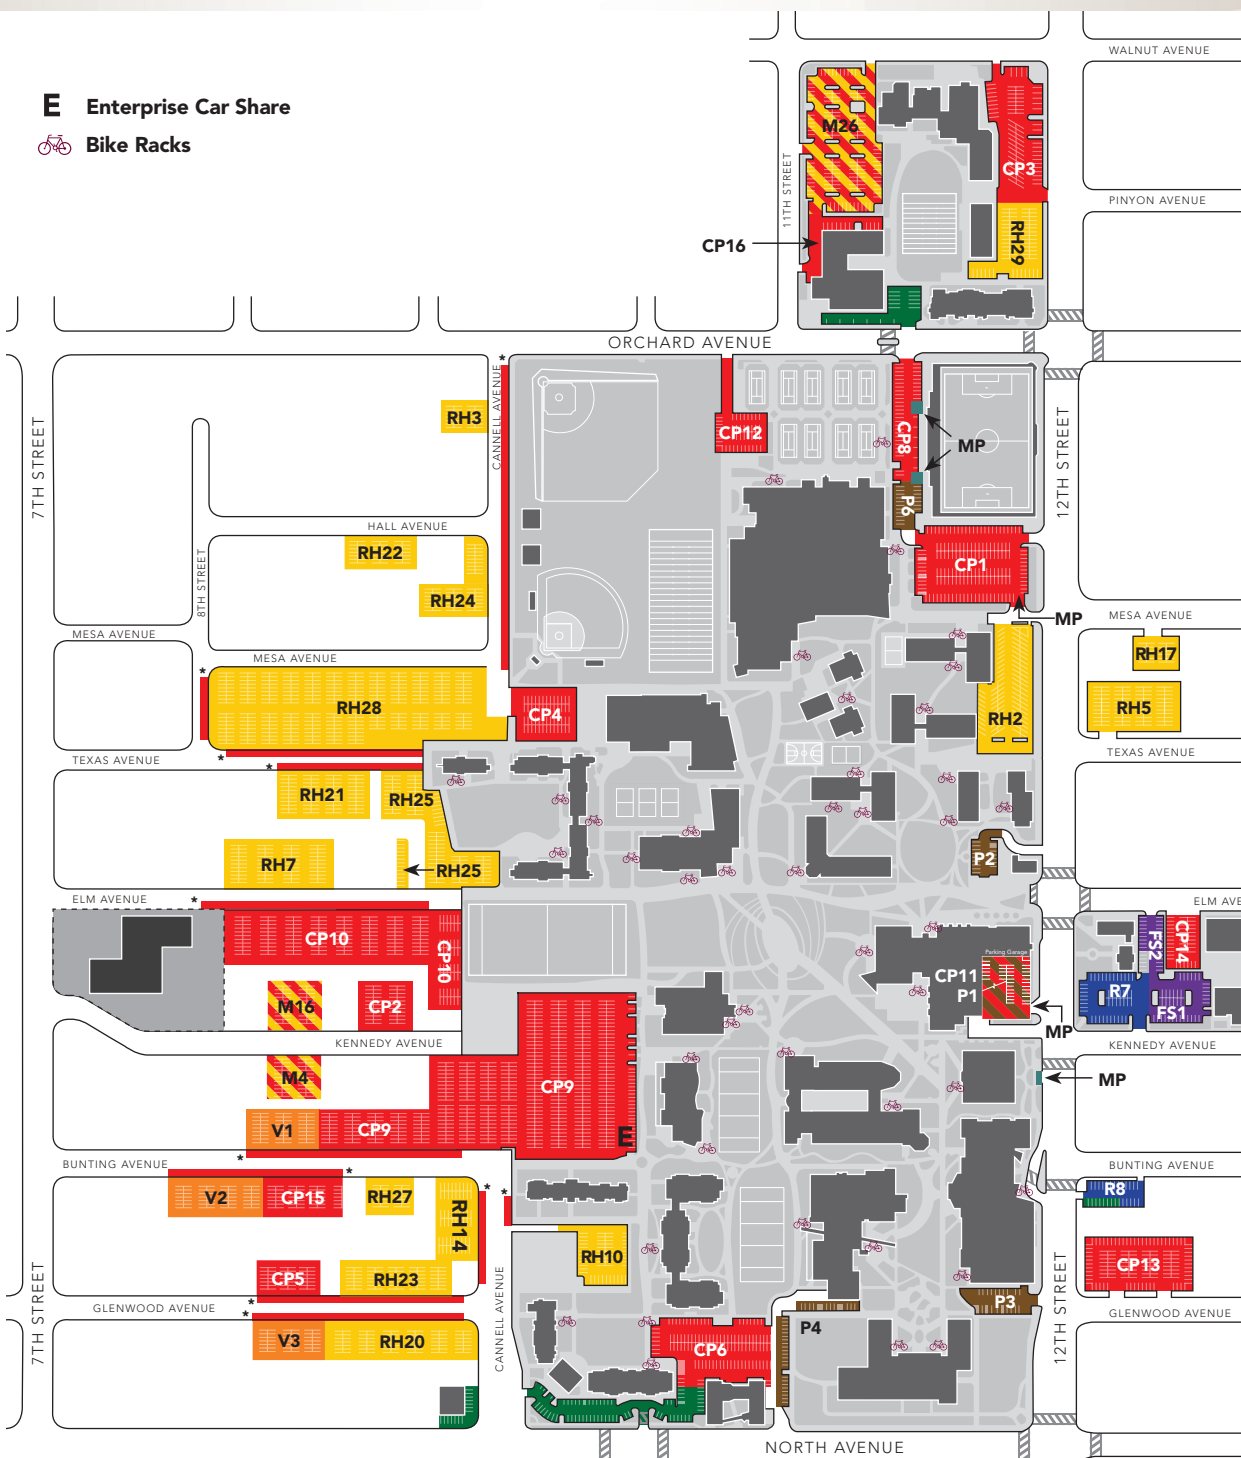 WALNUT AVENUE
E Enterprise Car Share
Bike Racks
M26
CP3
11TH STREET
PINYON AVENUE
CP16
RH29
ORCHARD AVENUE
*
CANNELL AVENUE
RH3
7TH STREET
CP12
CP8
MP
12TH STREET
P6
HALL AVENUE
RH22
8TH STREET
RH24
CP1
MESA AVENUE
MP
MESA AVENUE
MESA AVENUE
RH17
*
RH28
CP4
RH2
RH5
*
TEXAS AVENUE
*
TEXAS AVENUE
RH21
RH25
RH7
RH25
P2
ELM AVENUE
*
ELM AVE
CP10
CP10
FS2
CP14
Parking Garage
CP11
P1
M16
CP2
R7
FS1
MP
KENNEDY AVENUE
KENNEDY AVENUE
M4
CP9
MP
V1
CP9
E
*
BUNTING AVENUE
*
BUNTING AVENUE
V2
CP15
RH27
*
*
R8
RH14
RH10
CP5
RH23
CP13
7TH STREET
CANNELL AVENUE
12TH STREET
*
GLENWOOD AVENUE
*
P3
GLENWOOD AVENUE
V3
RH20
P4
CP6
NORTH AVENUE